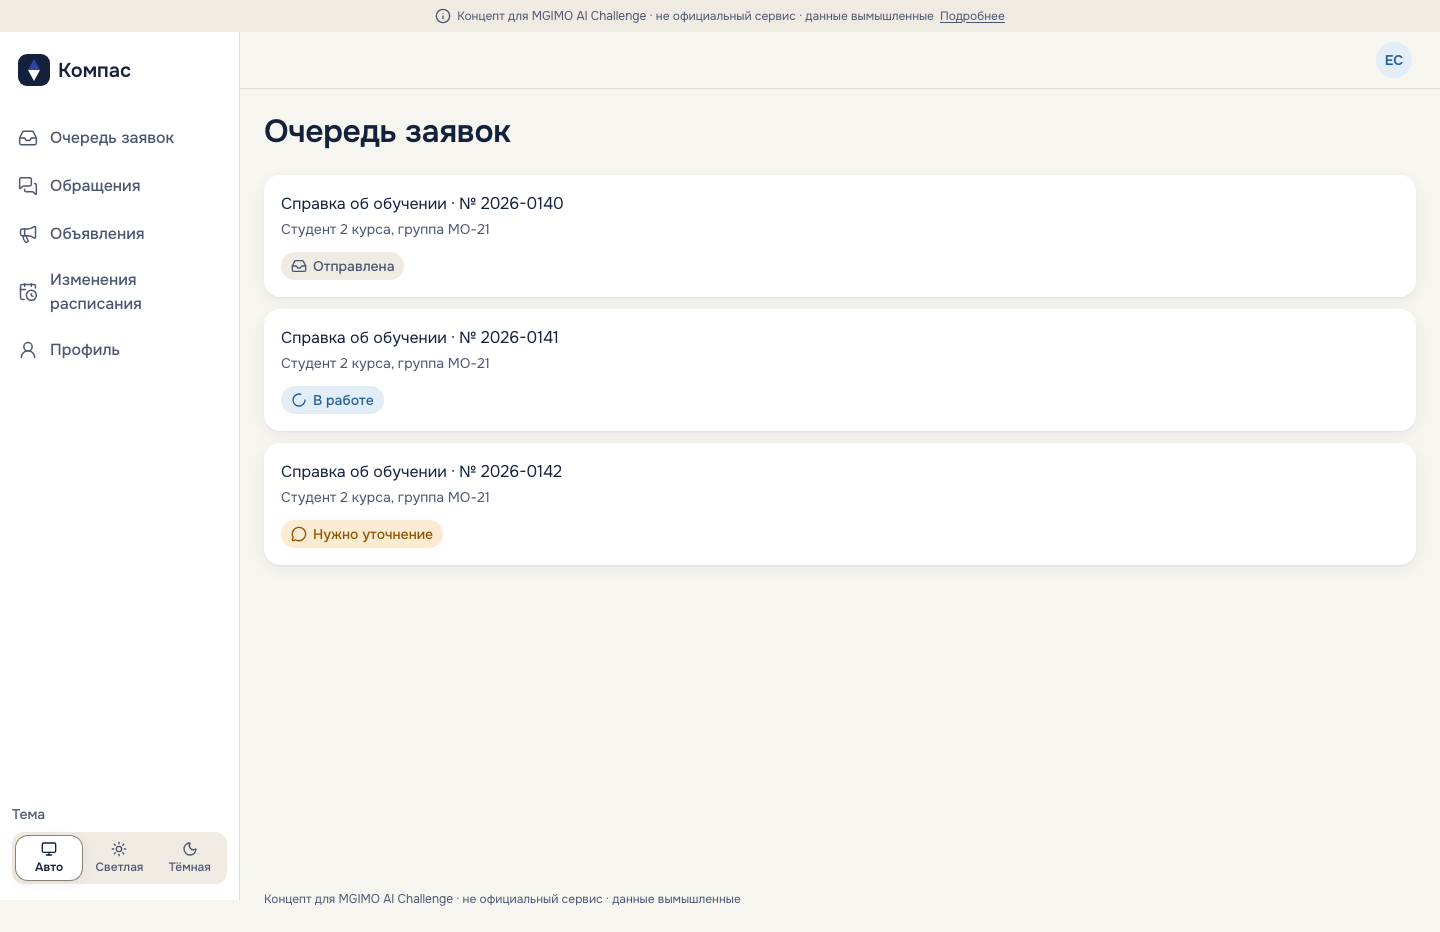 Концепт для MGIMO AI Challenge · не официальный сервис · данные вымышленные Подробнее
Компас
ЕС
Очередь заявок
Обращения
Объявления
Изменения
расписания
Профиль
Очередь заявок
Справка об обучении · № 2026-0140
Студент 2 курса, группа МО-21
Отправлена
Справка об обучении · № 2026-0141
Студент 2 курса, группа МО-21
В работе
Справка об обучении · № 2026-0142
Студент 2 курса, группа МО-21
Нужно уточнение
Тема
Авто
Светлая
Тёмная
Концепт для MGIMO AI Challenge · не официальный сервис · данные вымышленные